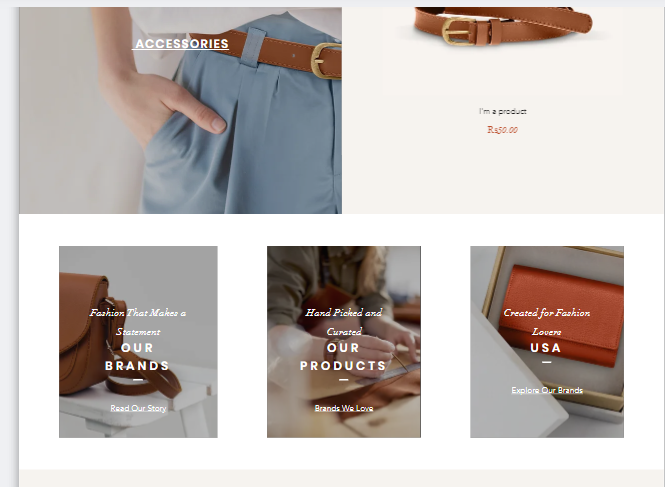 ACCESSORIES
I'm a product
Rs50.00
Fashion That Makes a
Statement
OUR
BRANDS
Read Our Story
Hand Picked and
Curated
OUR
PRODUCTS
Brands We Love
Created for Fashion
Lovers
USA
Explore Our Brands